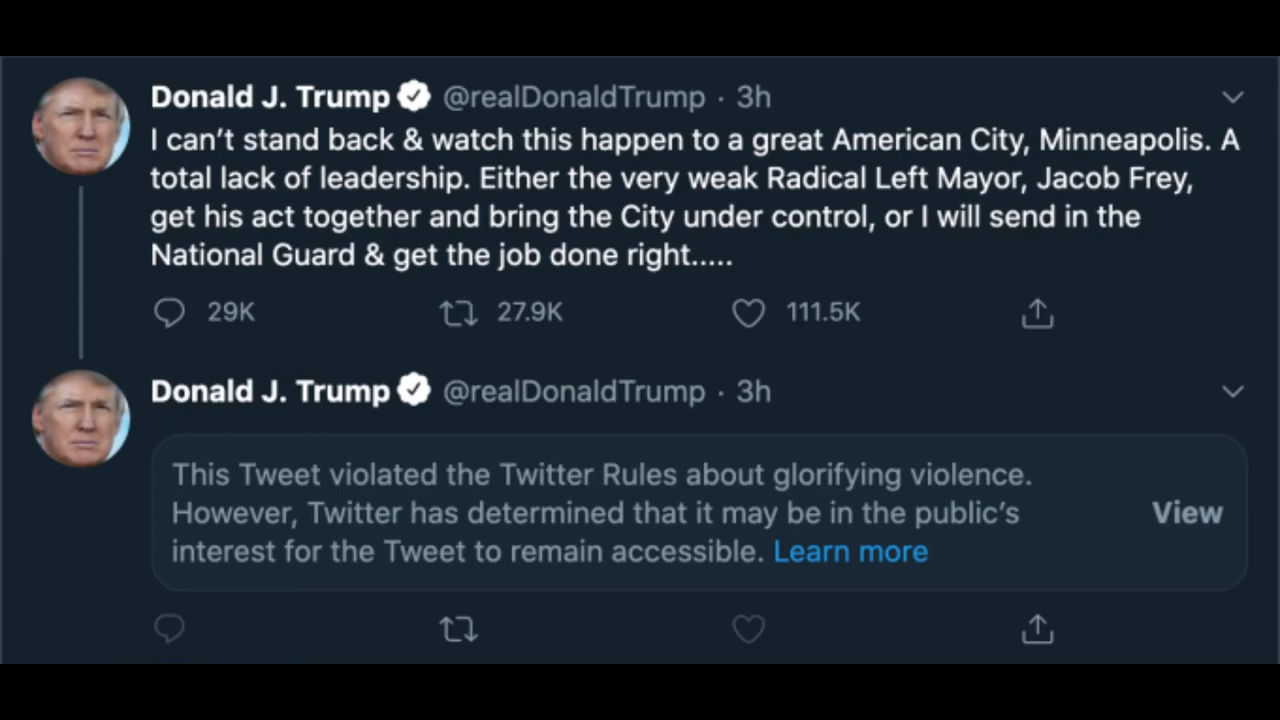 Donald J. Trump @realDonaldTrump · 3h
I can’t stand back & watch this happen to a great American City, Minneapolis. A
total lack of leadership. Either the very weak Radical Left Mayor, Jacob Frey,
get his act together and bring the City under control, or I will send in the
National Guard & get the job done right.....
29K 27.9K 111.5K
Donald J. Trump @realDonaldTrump · 3h
This Tweet violated the Twitter Rules about glorifying violence.
However, Twitter has determined that it may be in the public’s
interest for the Tweet to remain accessible. Learn more
View